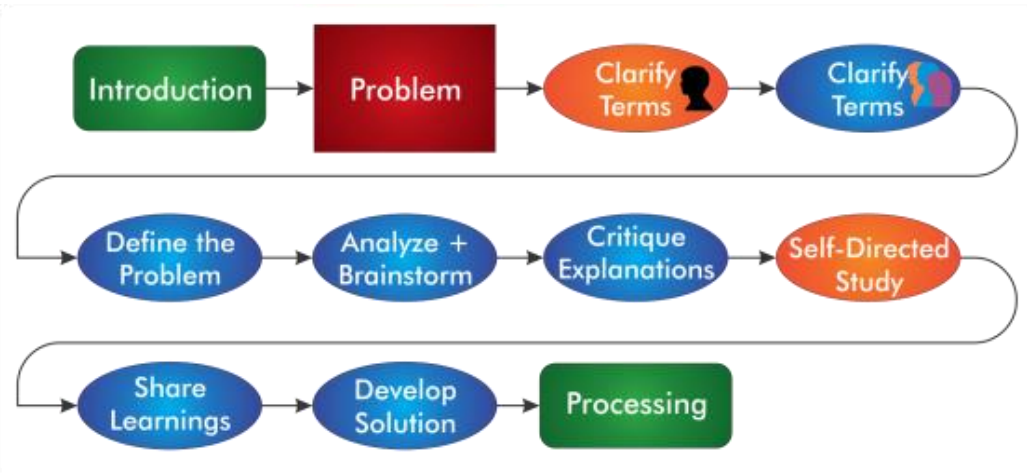 Introduction
Problem
Clarify
Terms
Clarify
Terms
Define the
Problem
Analyze +
Brainstorm
Critique
Explanations
Self-Directed
Study
Share
Learnings
Develop
Solution
Processing